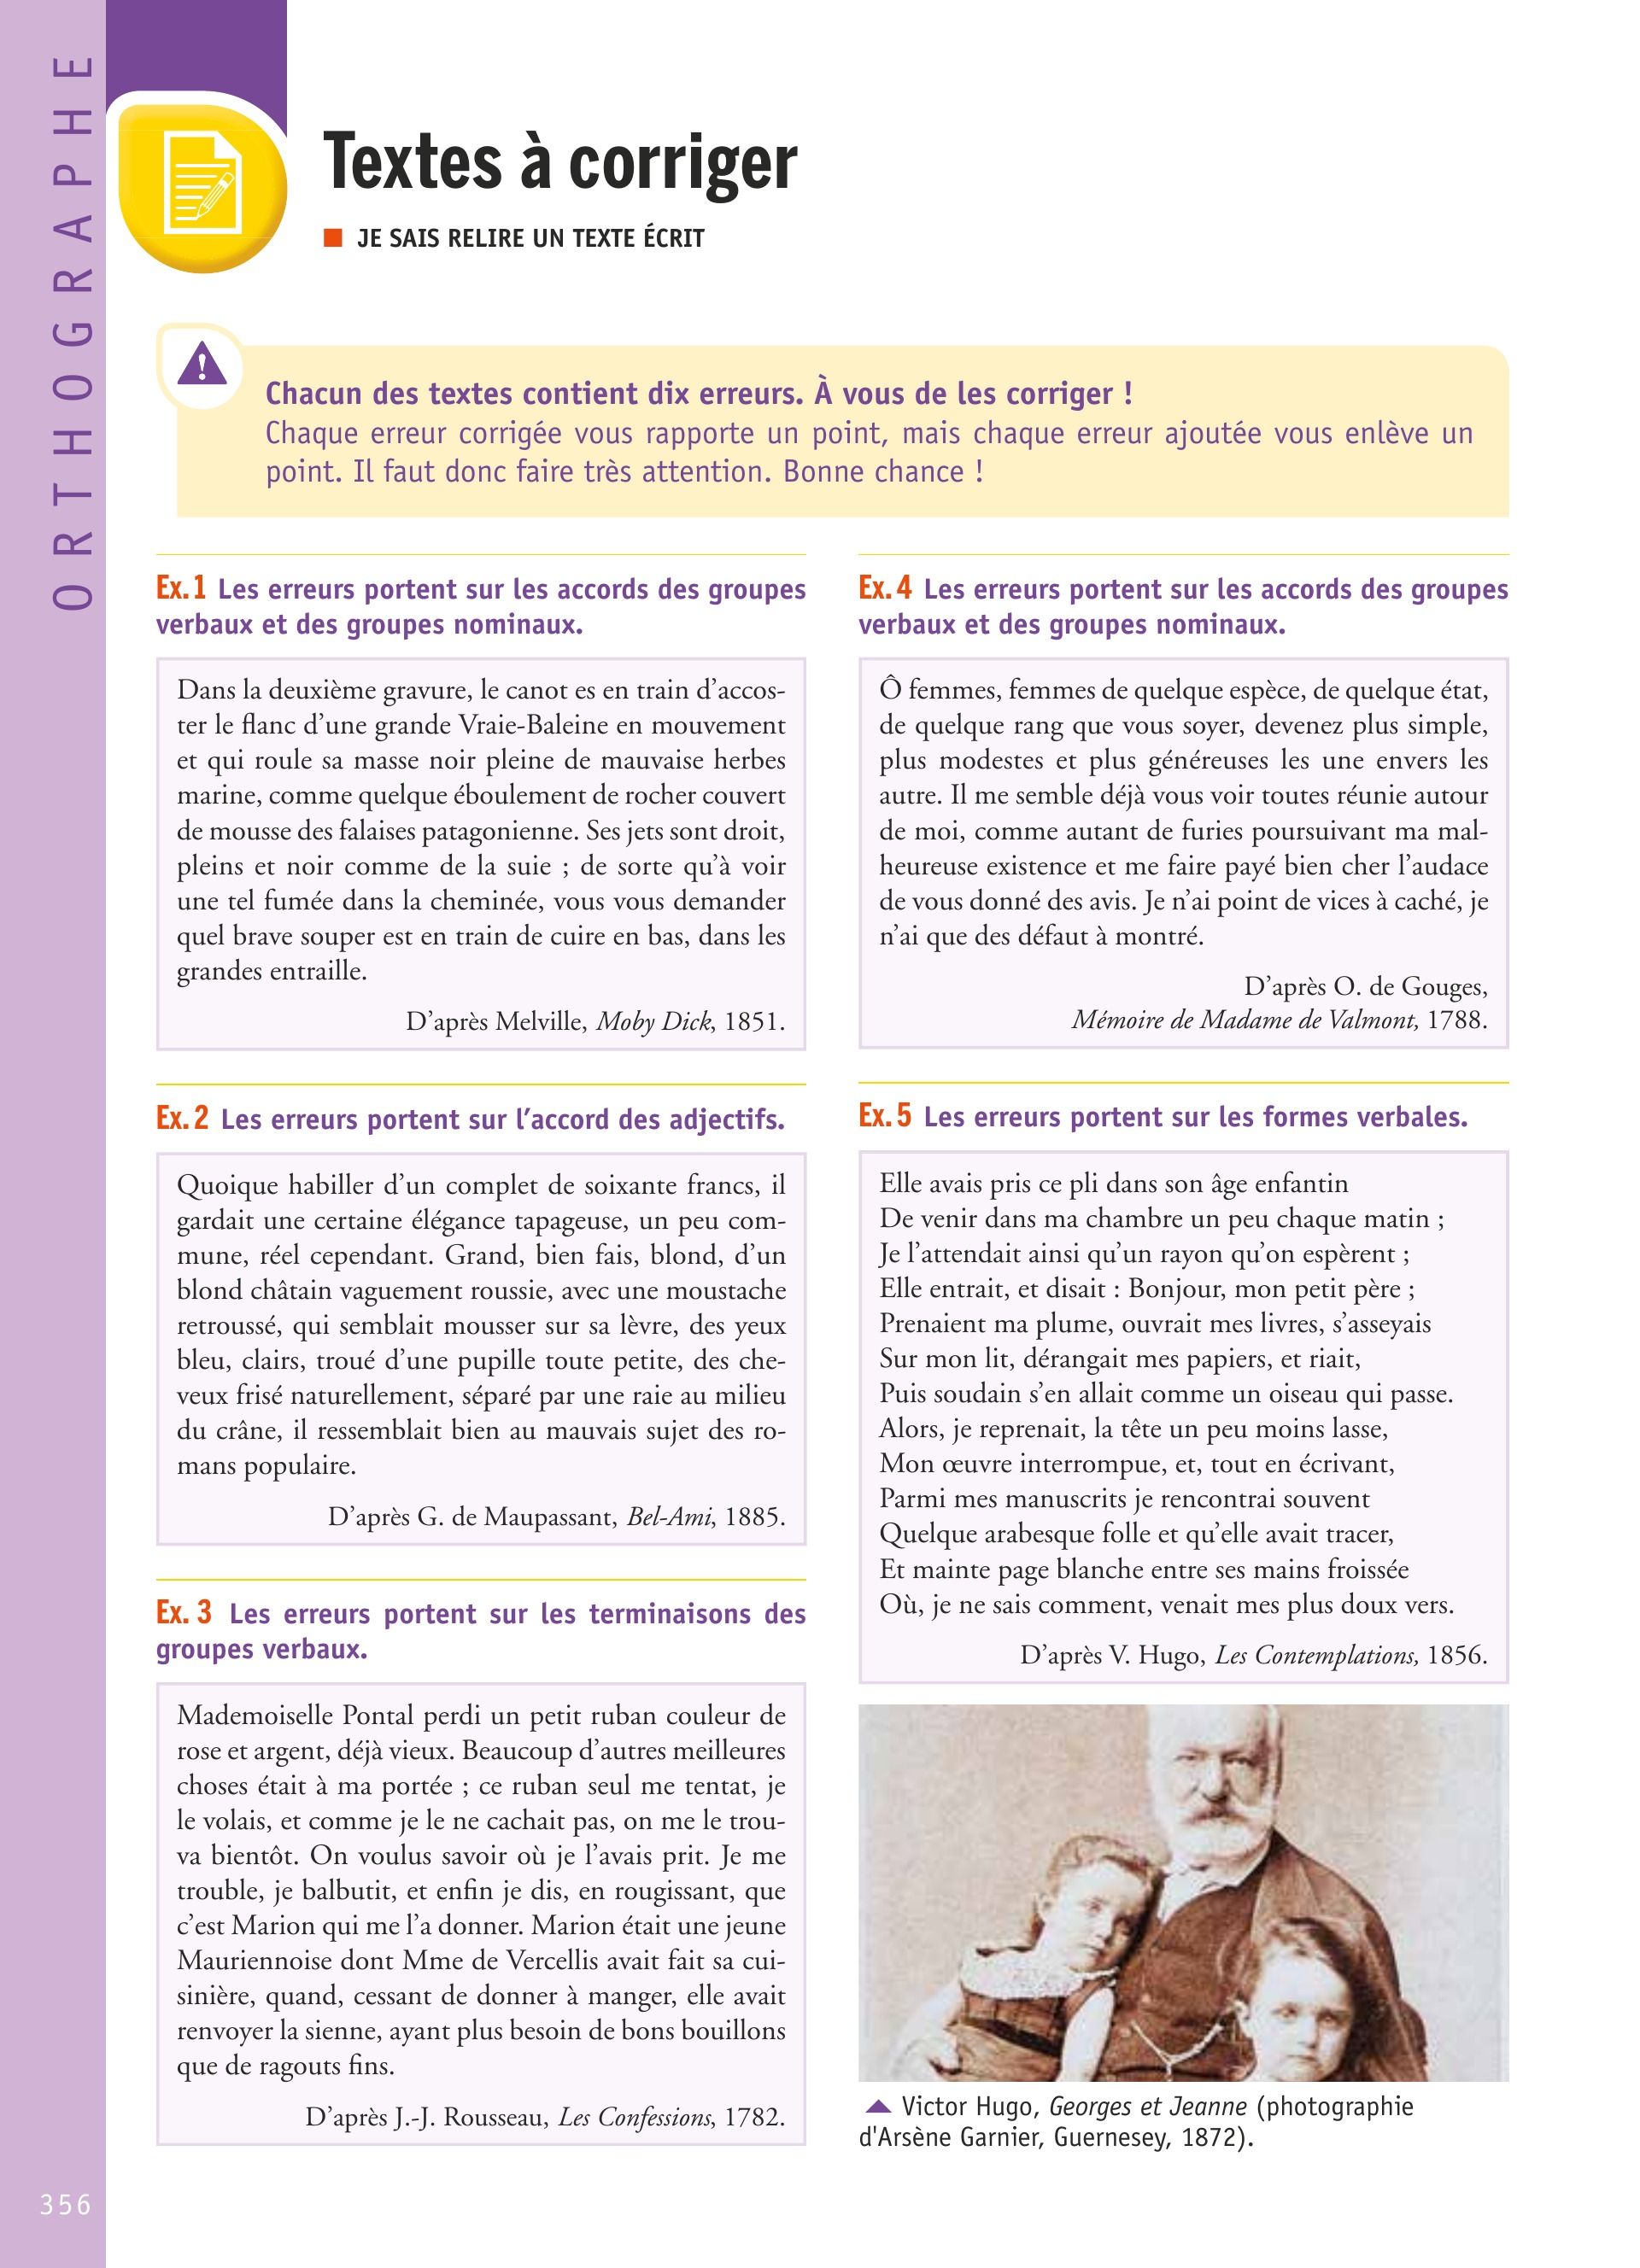 ORTHOGRAPHE
Textes à corriger
JE SAIS RELIRE UN TEXTE ÉCRIT
Chacun des textes contient dix erreurs. À vous de les corriger !
Chaque erreur corrigée vous rapporte un point, mais chaque erreur ajoutée vous enlève un
point. Il faut donc faire très attention. Bonne chance !
Ex. 1 Les erreurs portent sur les accords des groupes
verbaux et des groupes nominaux.
Dans la deuxième gravure, le canot es en train d’accos-
ter le flanc d’une grande Vraie-Baleine en mouvement
et qui roule sa masse noir pleine de mauvaise herbes
marine, comme quelque éboulement de rocher couvert
de mousse des falaises patagonienne. Ses jets sont droit,
pleins et noir comme de la suie ; de sorte qu’à voir
une tel fumée dans la cheminée, vous vous demander
quel brave souper est en train de cuire en bas, dans les
grandes entraille.
D’après Melville, Moby Dick, 1851.
Ex. 2 Les erreurs portent sur l’accord des adjectifs.
Quoique habiller d’un complet de soixante francs, il
gardait une certaine élégance tapageuse, un peu com-
mune, réel cependant. Grand, bien fais, blond, d’un
blond châtain vaguement roussie, avec une moustache
retroussé, qui semblait mousser sur sa lèvre, des yeux
bleu, clairs, troué d’une pupille toute petite, des che-
veux frisé naturellement, séparé par une raie au milieu
du crâne, il ressemblait bien au mauvais sujet des ro-
mans populaire.
D’après G. de Maupassant, Bel-Ami, 1885.
Ex. 3 Les erreurs portent sur les terminaisons des
groupes verbaux.
Mademoiselle Pontal perdi un petit ruban couleur de
rose et argent, déjà vieux. Beaucoup d’autres meilleures
choses était à ma portée ; ce ruban seul me tentat, je
le volais, et comme je le ne cachait pas, on me le trou-
va bientôt. On voulus savoir où je l’avais prit. Je me
trouble, je balbutit, et enfin je dis, en rougissant, que
c’est Marion qui me l’a donner. Marion était une jeune
Mauriennoise dont Mme de Vercellis avait fait sa cui-
sinière, quand, cessant de donner à manger, elle avait
renvoyer la sienne, ayant plus besoin de bons bouillons
que de ragouts fins.
D’après J.-J. Rousseau, Les Confessions, 1782.
Ex. 4 Les erreurs portent sur les accords des groupes
verbaux et des groupes nominaux.
Ô femmes, femmes de quelque espèce, de quelque état,
de quelque rang que vous soyer, devenez plus simple,
plus modestes et plus généreuses les une envers les
autre. Il me semble déjà vous voir toutes réunie autour
de moi, comme autant de furies poursuivant ma mal-
heureuse existence et me faire payé bien cher l’audace
de vous donné des avis. Je n’ai point de vices à caché, je
n’ai que des défaut à montré.
D’après O. de Gouges,
Mémoire de Madame de Valmont, 1788.
Ex. 5 Les erreurs portent sur les formes verbales.
Elle avais pris ce pli dans son âge enfantin
De venir dans ma chambre un peu chaque matin ;
Je l’attendait ainsi qu’un rayon qu’on espèrent ;
Elle entrait, et disait : Bonjour, mon petit père ;
Prenaient ma plume, ouvrait mes livres, s’asseyais
Sur mon lit, dérangait mes papiers, et riait,
Puis soudain s’en allait comme un oiseau qui passe.
Alors, je reprenait, la tête un peu moins lasse,
Mon œuvre interrompue, et, tout en écrivant,
Parmi mes manuscrits je rencontrai souvent
Quelque arabesque folle et qu’elle avait tracer,
Et mainte page blanche entre ses mains froissée
Où, je ne sais comment, venait mes plus doux vers.
D’après V. Hugo, Les Contemplations, 1856.
Victor Hugo, Georges et Jeanne (photographie
d'Arsène Garnier, Guernesey, 1872).
356